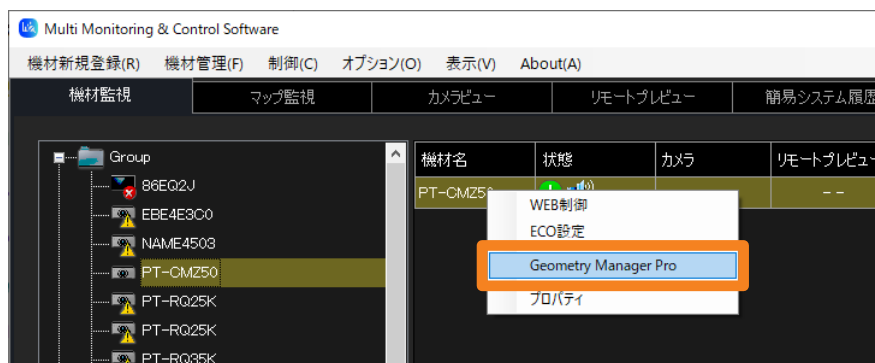 Multi Monitoring & Control Software
機材新規登録(R) 機材管理(F) 制御(C) オプション(O) 表示(V) About(A)
機材監視 マップ監視 カメラビュー リモートプレビュー 簡易システム履歴
Group
86EQ2J
EBE4E3C0
NAME4503
PT-CMZ50
PT-RQ25K
PT-RQ25K
PT-RQ35K
機材名 状態 カメラ リモートプレビュー
PT-CMZ50 --
WEB制御
ECO設定
Geometry Manager Pro
プロパティ